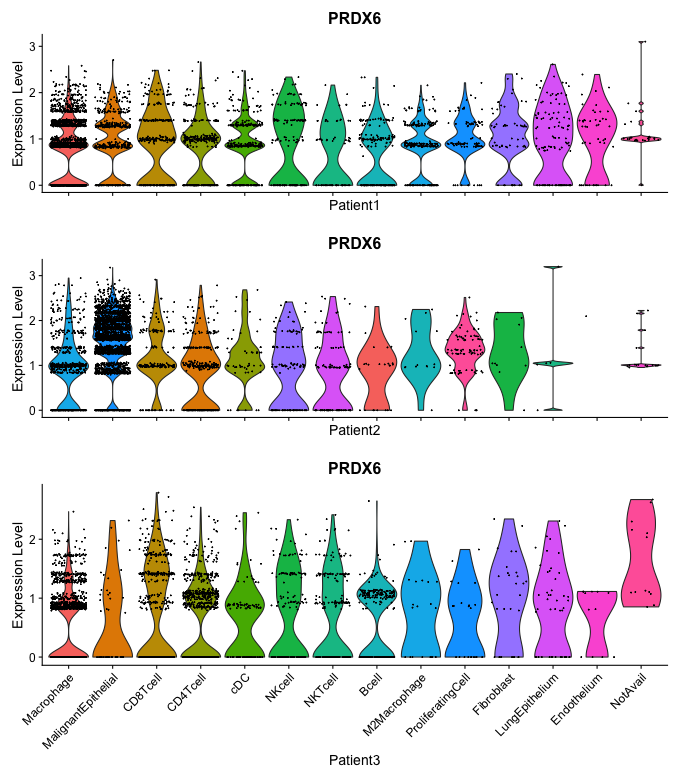 PRDX6
Expression Level
3
2
1
0
Patient1
PRDX6
Expression Level
3
2
1
0
Patient2
PRDX6
Expression Level
2
1
0
Macrophage
MalignantEpithelial
CD8Tcell
CD4Tcell
cDC
NKcell
NKTcell
Bcell
M2Macrophage
ProliferatingCell
Fibroblast
LungEpithelium
Endothelium
NotAvail
Patient3